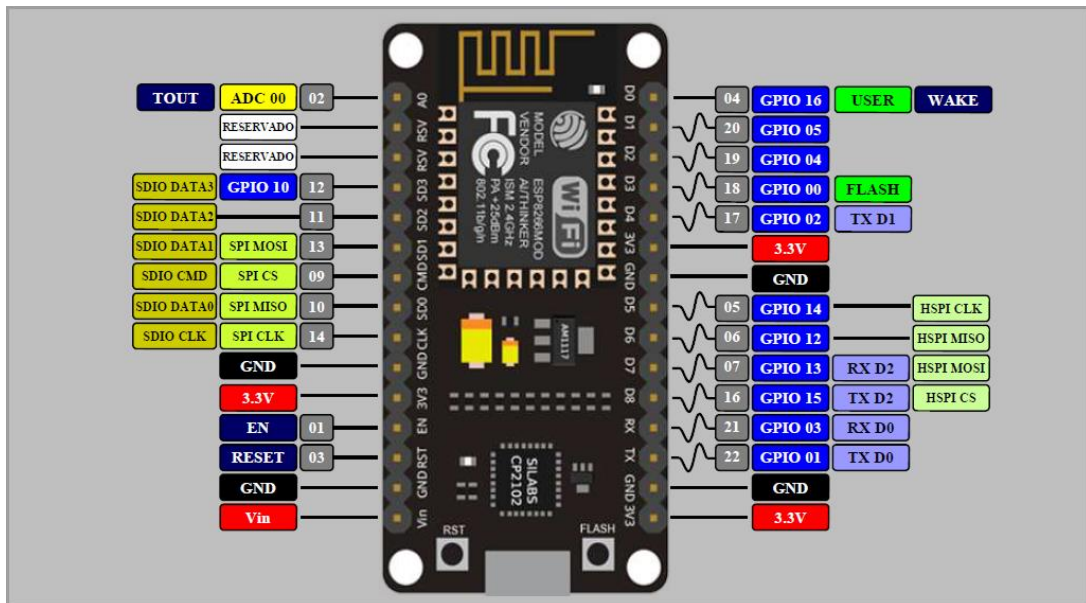 TOUT ADC 00 02 A0 D0 04 GPIO 16 USER WAKE
RESERVADO RSV D1 20 GPIO 05
RESERVADO RSV D2 19 GPIO 04
SDIO DATA3 GPIO 10 12 SD3 D3 18 GPIO 00 FLASH
SDIO DATA2 11 SD2 D4 17 GPIO 02 TX D1
SDIO DATA1 SPI MOSI 13 SD1 3V3 3.3V
SDIO CMD SPI CS 09 CMD GND GND
SDIO DATA0 SPI MISO 10 SD0 D5 05 GPIO 14 HSPI CLK
SDIO CLK SPI CLK 14 CLK D6 06 GPIO 12 HSPI MISO
GND GND D7 07 GPIO 13 RX D2 HSPI MOSI
3.3V 3V3 D8 16 GPIO 15 TX D2 HSPI CS
EN 01 EN RX 21 GPIO 03 RX D0
RESET 03 RST TX 22 GPIO 01 TX D0
GND GND GND GND
Vin Vin 3V3 3.3V
MODEL
VENDOR
FC
ESP8266MOD
AI/THINKER
ISM 2.4GHz
PA +25dBm
802.11b/g/n
Wi Fi
AM1117
SILABS
CP2102
RST
FLASH